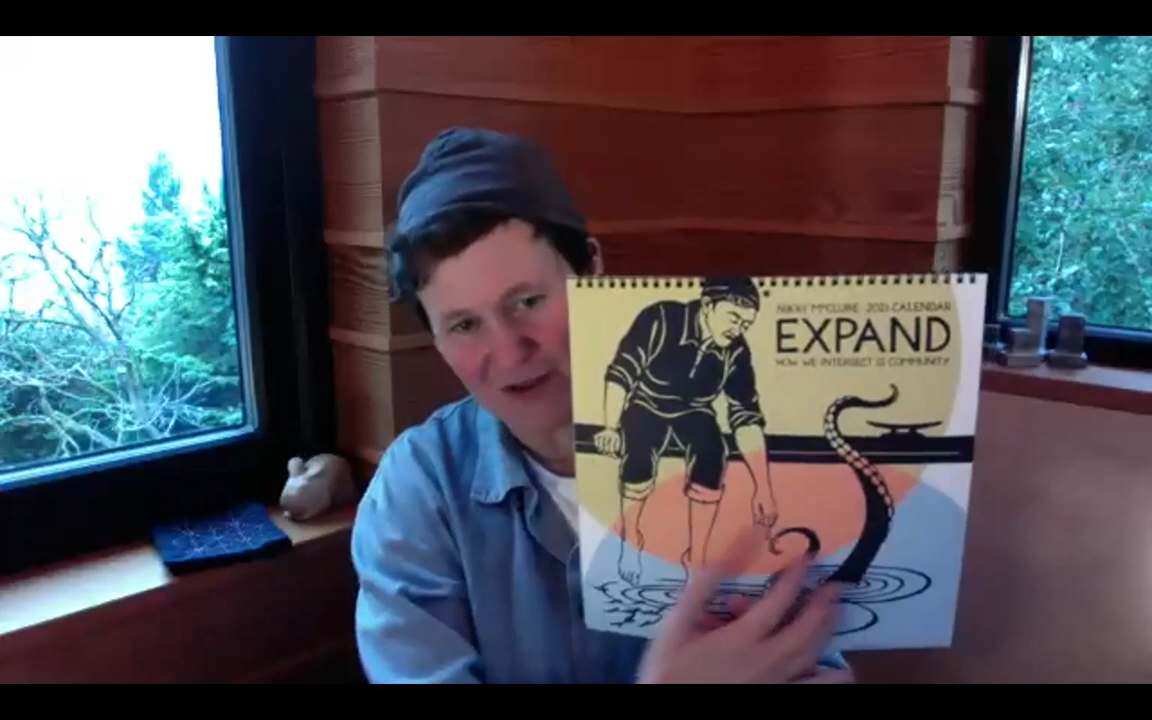 NIKKI McCLURE 2021 CALENDAR
EXPAND
HOW WE INTERSECT IS COMMUNITY